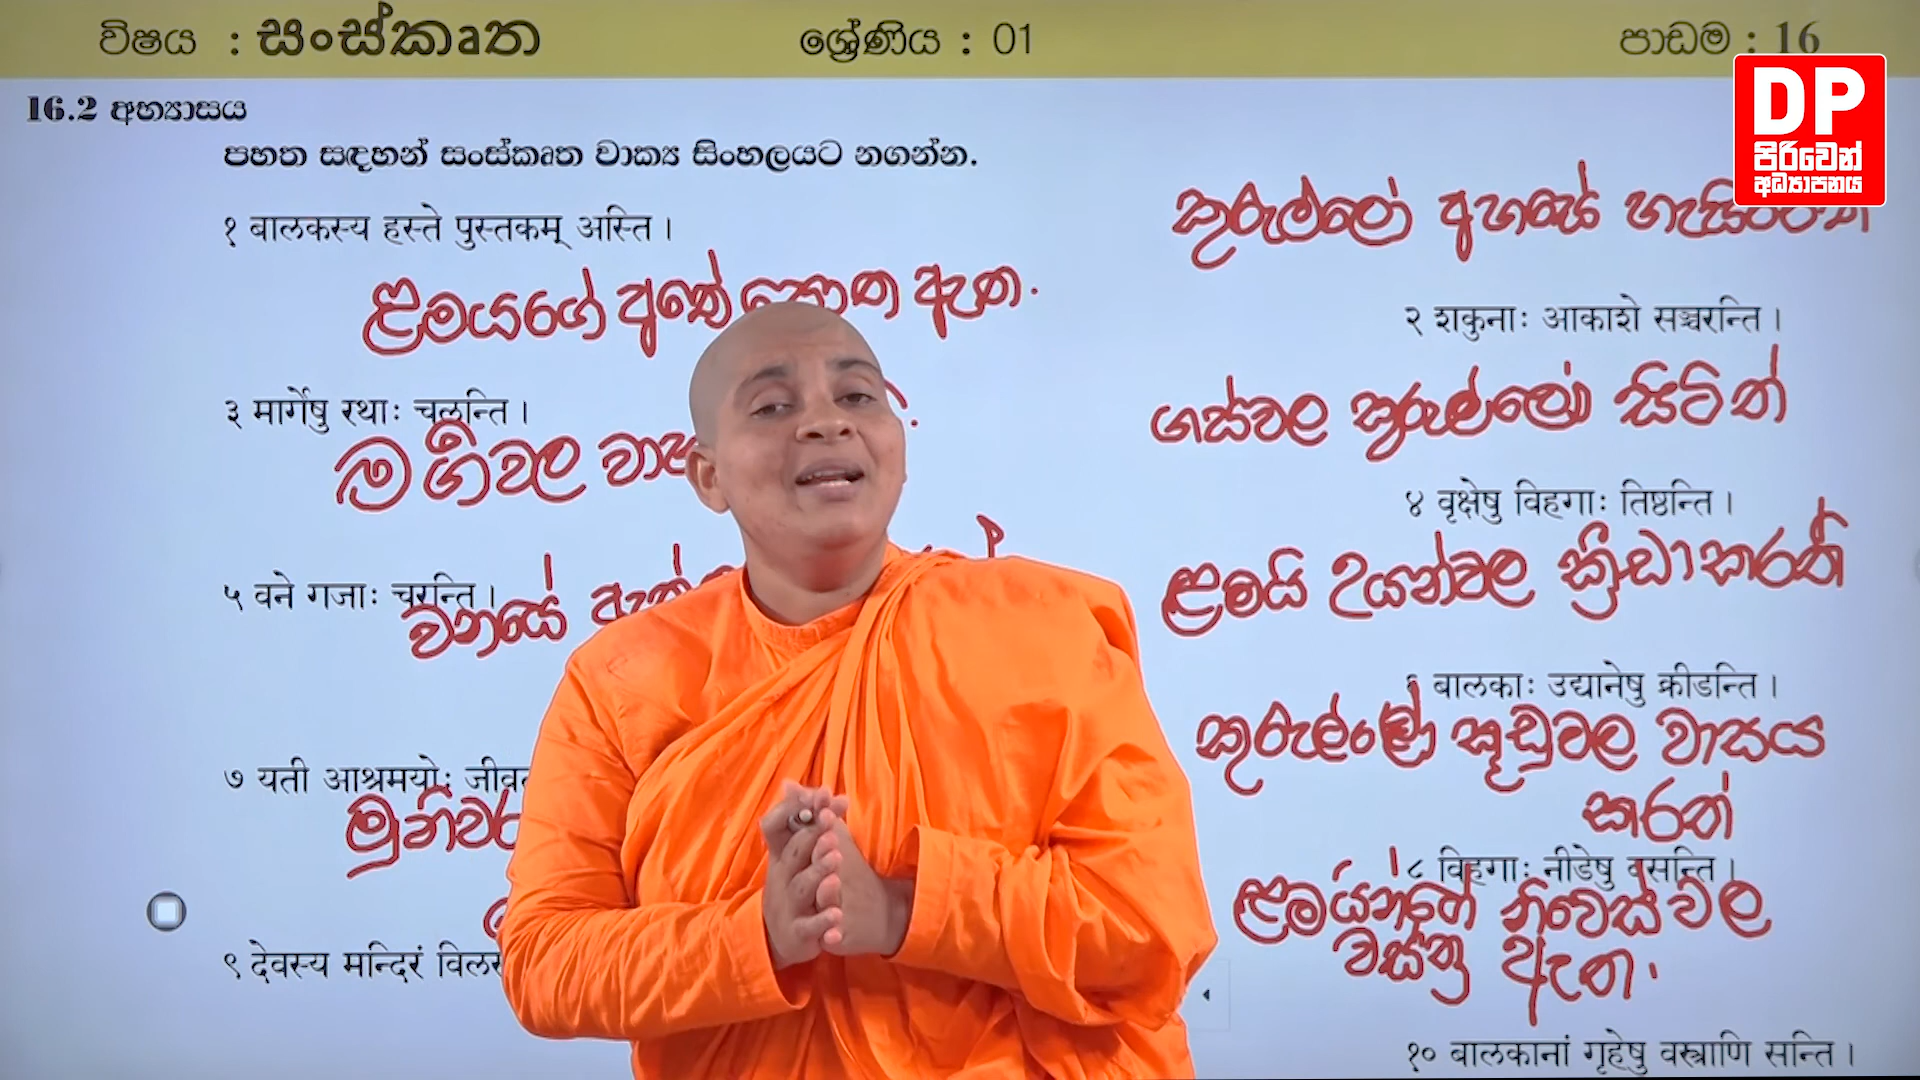 විෂය : සංස්කෘත ශ්‍රේණිය : 01 පාඩම : 16
DP
පිරිවෙන්
අධ්‍යාපනය
16.2 අභ්‍යාසය
පහත සඳහන් සංස්කෘත වාක්‍ය සිංහලයට නගන්න.
१ बालकस्य हस्ते पुस्तकम् अस्ति ।
ළමයාගේ අතේ පොත ඇත.
කුරුල්ලෝ අහසේ හැසිරෙත්
२ शकुनाः आकाशे सञ्चरन्ति ।
३ मार्गेषु रथाः चलन्ति ।
මගීවල
ගස්වල කුරුල්ලෝ සිටිත්
४ वृक्षेषु विहगाः तिष्ठन्ति ।
५ वने गजाः चरन्ति ।
වනයේ
ළමයි උයන්වල ක්‍රීඩා කරති
बालकाः उद्यानेषु क्रीडन्ति ।
७ यती आश्रमयोः
කුරුල්ලෝ කූඩුවල වාසය
කරත්
८ विहगाः नीडेषु वसन्ति ।
ළමයින්ගේ නිවෙස්වල
වස්ත්‍ර ඇත.
९ देवस्य मन्दिरं
१० बालकानां गृहेषु वस्त्राणि सन्ति ।